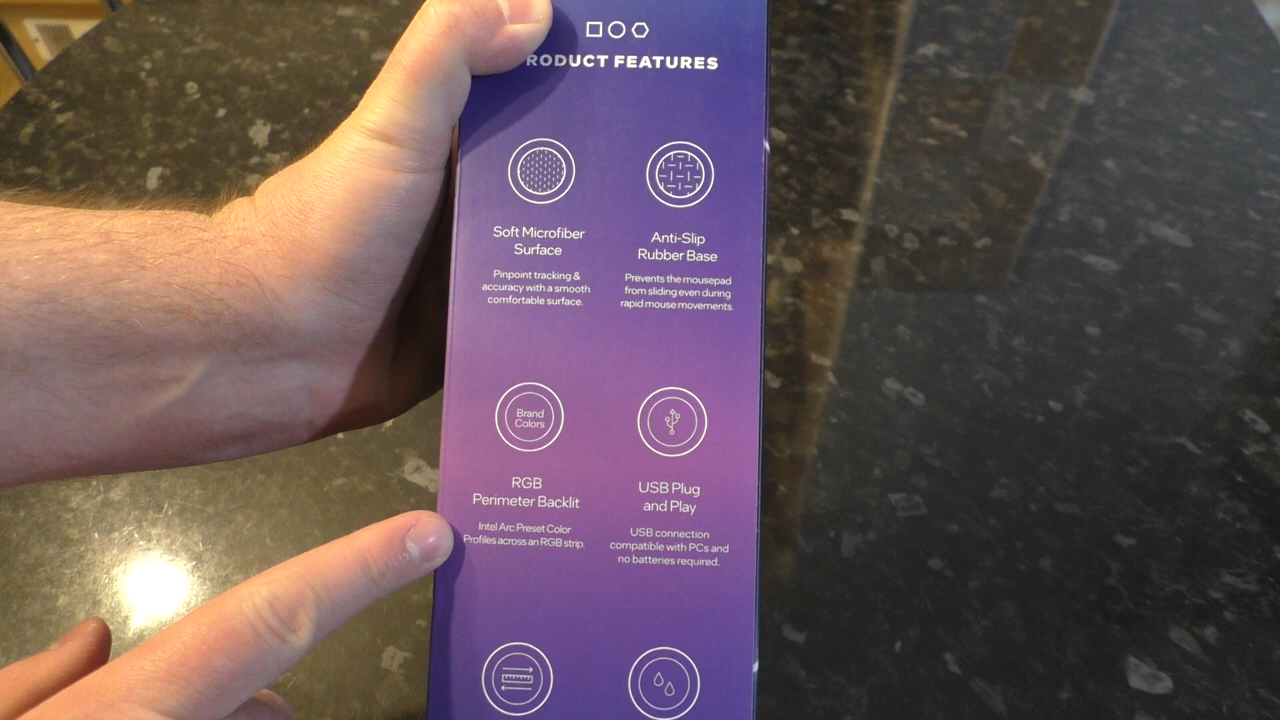 PRODUCT FEATURES
Soft Microfiber
Surface
Pinpoint tracking &
accuracy with a smooth
comfortable surface.
Anti-Slip
Rubber Base
Prevents the mousepad
from sliding even during
rapid mouse movements.
Brand
Colors
RGB
Perimeter Backlit
Intel Arc Preset Color
Profiles across an RGB strip.
USB Plug
and Play
USB connection
compatible with PCs and
no batteries required.